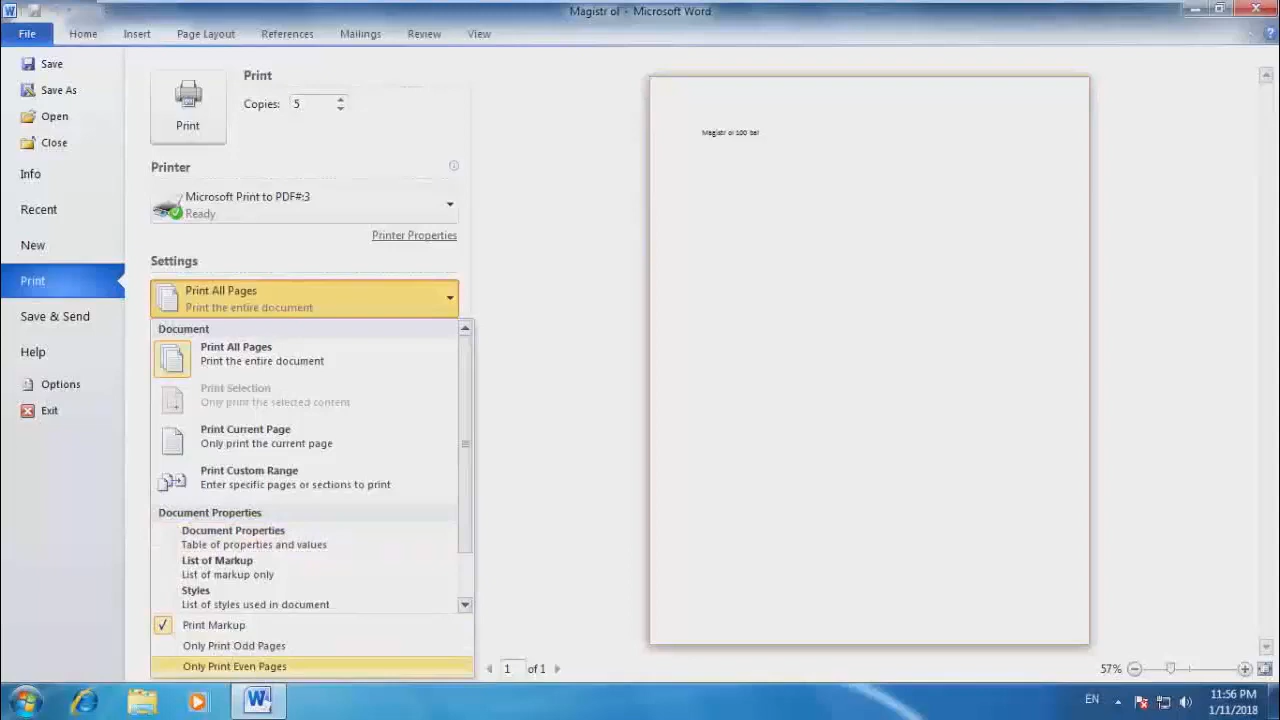 Magistr ol - Microsoft Word
File Home Insert Page Layout References Mailings Review View
Save
Save As
Open
Close
Info
Recent
New
Print
Save & Send
Help
Options
Exit
Print
Copies: 5
Print
Printer
Microsoft Print to PDF#:3
Ready
Printer Properties
Settings
Print All Pages
Print the entire document
Document
Print All Pages
Print the entire document
Print Selection
Only print the selected content
Print Current Page
Only print the current page
Print Custom Range
Enter specific pages or sections to print
Document Properties
Document Properties
Table of properties and values
List of Markup
List of markup only
Styles
List of styles used in document
Print Markup
Only Print Odd Pages
Only Print Even Pages
Magistr ol 100 bal
1 of 1
57%
EN
11:56 PM
1/11/2018